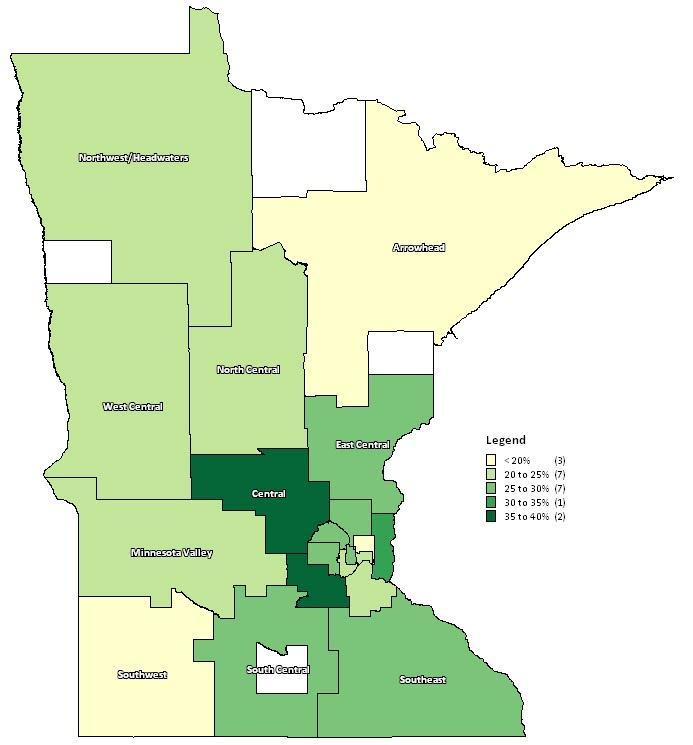 Northwest/Headwaters
Arrowhead
North Central
West Central
East Central
Legend
< 20% (3)
20 to 25% (7)
25 to 30% (7)
30 to 35% (1)
35 to 40% (2)
Central
Minnesota Valley
Southwest
South Central
Southeast